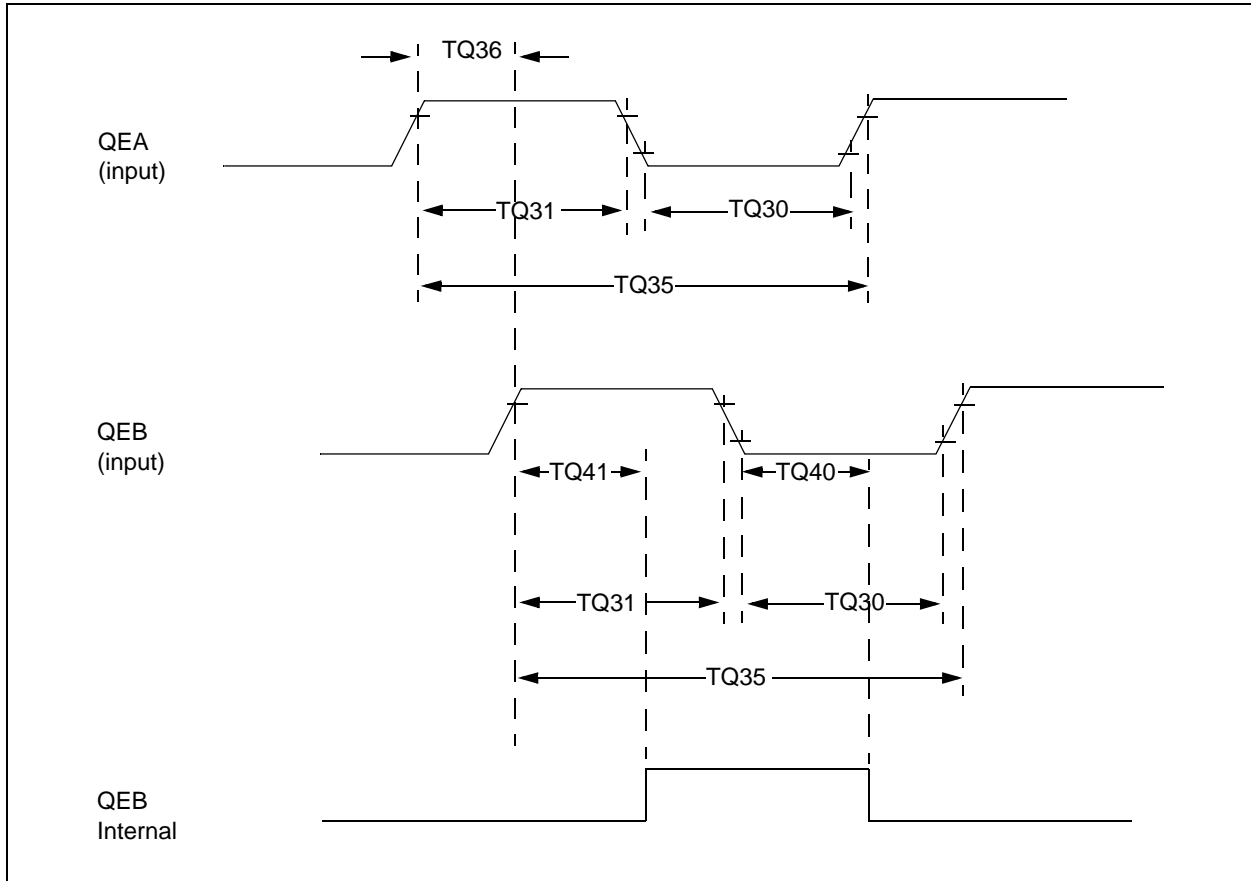 TQ36
QEA
(input)
TQ31
TQ30
TQ35
QEB
(input)
TQ41
TQ40
TQ31
TQ30
TQ35
QEB
Internal